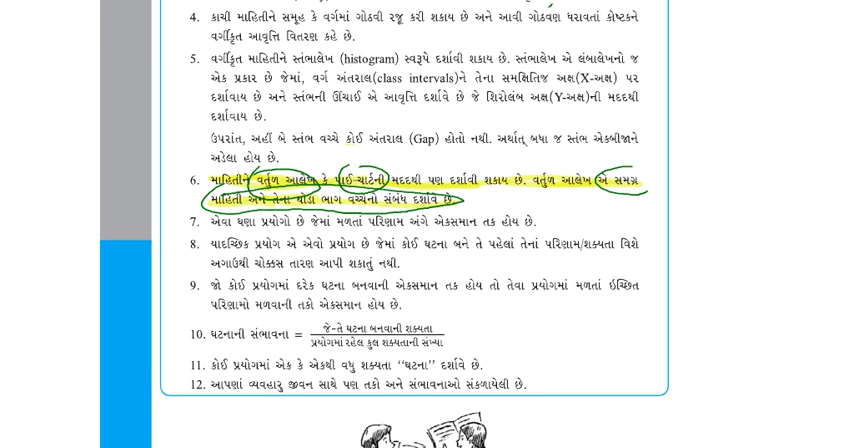 4. કાચી માહિતીને સમૂહ કે વર્ગમાં ગોઠવી રજૂ કરી શકાય છે અને આવી ગોઠવણ ધરાવતાં કોષ્ટકને
વર્ગીકૃત આવૃત્તિ વિતરણ કહે છે.
5. વર્ગીકૃત માહિતીને સ્તંભાલેખ (histogram) સ્વરૂપે દર્શાવી શકાય છે. સ્તંભાલેખ એ લંબાલેખનો જ
એક પ્રકાર છે જેમાં, વર્ગ અંતરાલ(class intervals)ને તેના સમક્ષિતિજ અક્ષ(X-અક્ષ) પર
દર્શાવાય છે અને સ્તંભની ઊંચાઈ એ આવૃત્તિ દર્શાવે છે જે શિરોલંબ અક્ષ(Y-અક્ષ)ની મદદથી
દર્શાવાય છે.
ઉપરાંત, અહીં બે સ્તંભ વચ્ચે કોઈ અંતરાલ (Gap) હોતો નથી. અર્થાત્ બધા જ સ્તંભ એકબીજાને
અડેલા હોય છે.
6. માહિતીને વર્તુળ આલેખ કે પાઈ-ચાર્ટની મદદથી પણ દર્શાવી શકાય છે. વર્તુળ આલેખ એ સમગ્ર
માહિતી અને તેના થોડા ભાગ વચ્ચેનો સંબંધ દર્શાવે છે.
7. એવા ઘણા પ્રયોગો છે જેમાં મળતાં પરિણામ અંગે એકસમાન તક હોય છે.
8. યાદચ્છિક પ્રયોગ એ એવો પ્રયોગ છે જેમાં કોઈ ઘટના બને તે પહેલાં તેનાં પરિણામ/શક્યતા વિશે
અગાઉથી ચોક્કસ તારણ આપી શકાતું નથી.
9. જો કોઈ પ્રયોગમાં દરેક ઘટના બનવાની એકસમાન તક હોય તો તેવા પ્રયોગમાં મળતાં ઇચ્છિત
પરિણામો મળવાની તકો એકસમાન હોય છે.
10. ઘટનાની સંભાવના = જે-તે ઘટના બનવાની શક્યતા
પ્રયોગમાં રહેલ કુલ શક્યતાની સંખ્યા
11. કોઈ પ્રયોગમાં એક કે એકથી વધુ શક્યતા “ઘટના” દર્શાવે છે.
12. આપણાં વ્યવહારુ જીવન સાથે પણ તકો અને સંભાવનાઓ સંકળાયેલી છે.